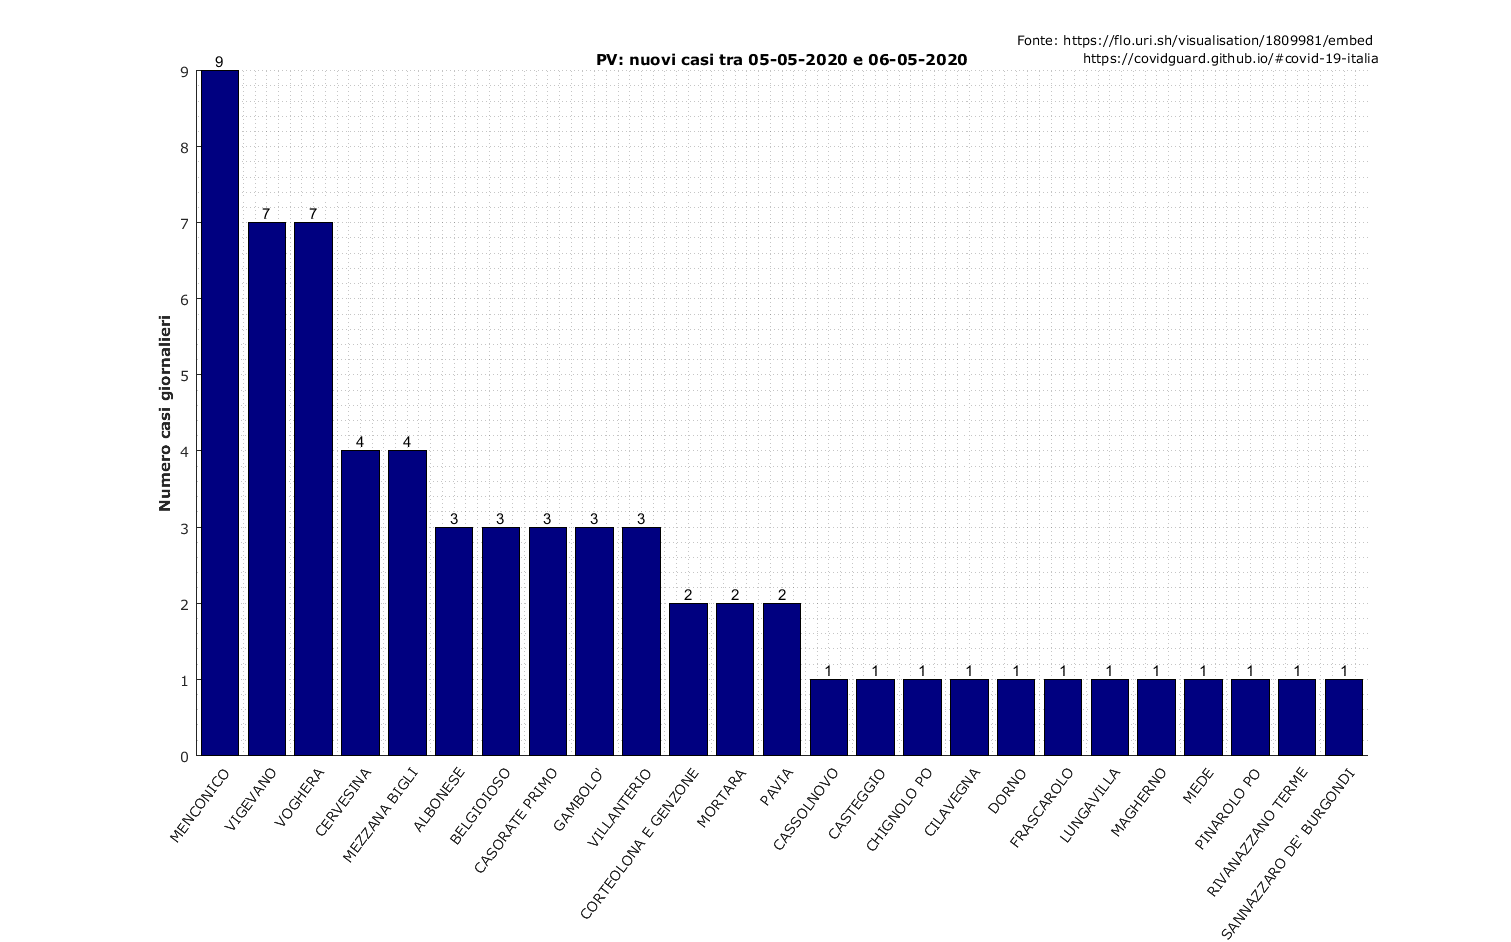 Fonte: https://flo.uri.sh/visualisation/1809981/embed
https://covidguard.github.io/#covid-19-italia
PV: nuovi casi tra 05-05-2020 e 06-05-2020
Numero casi giornalieri
9
8
7
6
5
4
3
2
1
0
9
7
7
4
4
3
3
3
3
3
2
2
2
1
1
1
1
1
1
1
1
1
1
1
1
MENCONICO
VIGEVANO
VOGHERA
CERVESINA
MEZZANA BIGLI
ALBONESE
BELGIOIOSO
CASORATE PRIMO
GAMBOLO'
VILLANTERIO
CORTEOLONA E GENZONE
MORTARA
PAVIA
CASSOLNOVO
CASTEGGIO
CHIGNOLO PO
CILAVEGNA
DORNO
FRASCAROLO
LUNGAVILLA
MAGHERNO
MEDE
PINAROLO PO
RIVANAZZANO TERME
SANNAZZARO DE' BURGONDI